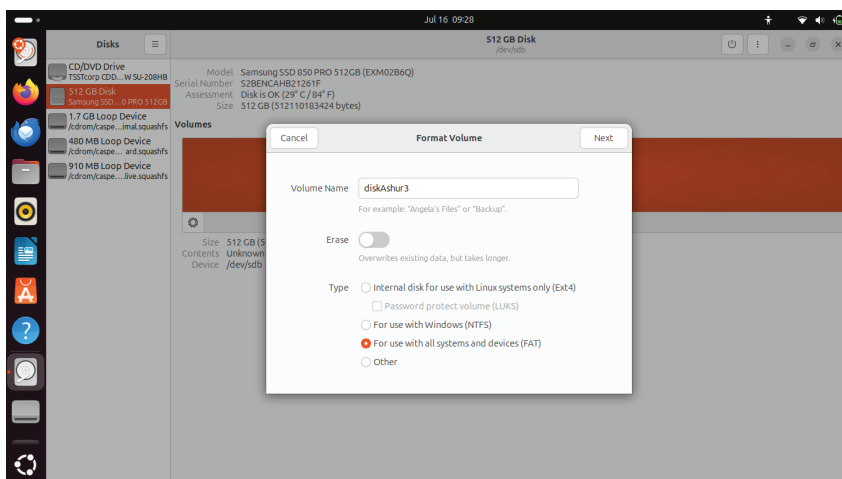 Jul 16 09:28
Disks
512 GB Disk
/dev/sdb
CD/DVD Drive
TSSTcorp CDD...W SU-208HB
512 GB Disk
Samsung SSD...0 PRO 512GB
1.7 GB Loop Device
/cdrom/caspe...imal.squashfs
480 MB Loop Device
/cdrom/caspe... ard.squashfs
910 MB Loop Device
/cdrom/caspe....live.squashfs
Model Samsung SSD 850 PRO 512GB (EXM02B6Q)
Serial Number S2BENCAHB21261F
Assessment Disk is OK (29° C / 84° F)
Size 512 GB (512110183424 bytes)
Volumes
Size 512 GB (5
Contents Unknown
Device /dev/sdb
Cancel
Format Volume
Next
Volume Name diskAshur3
For example: "Angela's Files" or "Backup".
Erase
Overwrites existing data, but takes longer.
Type Internal disk for use with Linux systems only (Ext4)
Password protect volume (LUKS)
For use with Windows (NTFS)
For use with all systems and devices (FAT)
Other